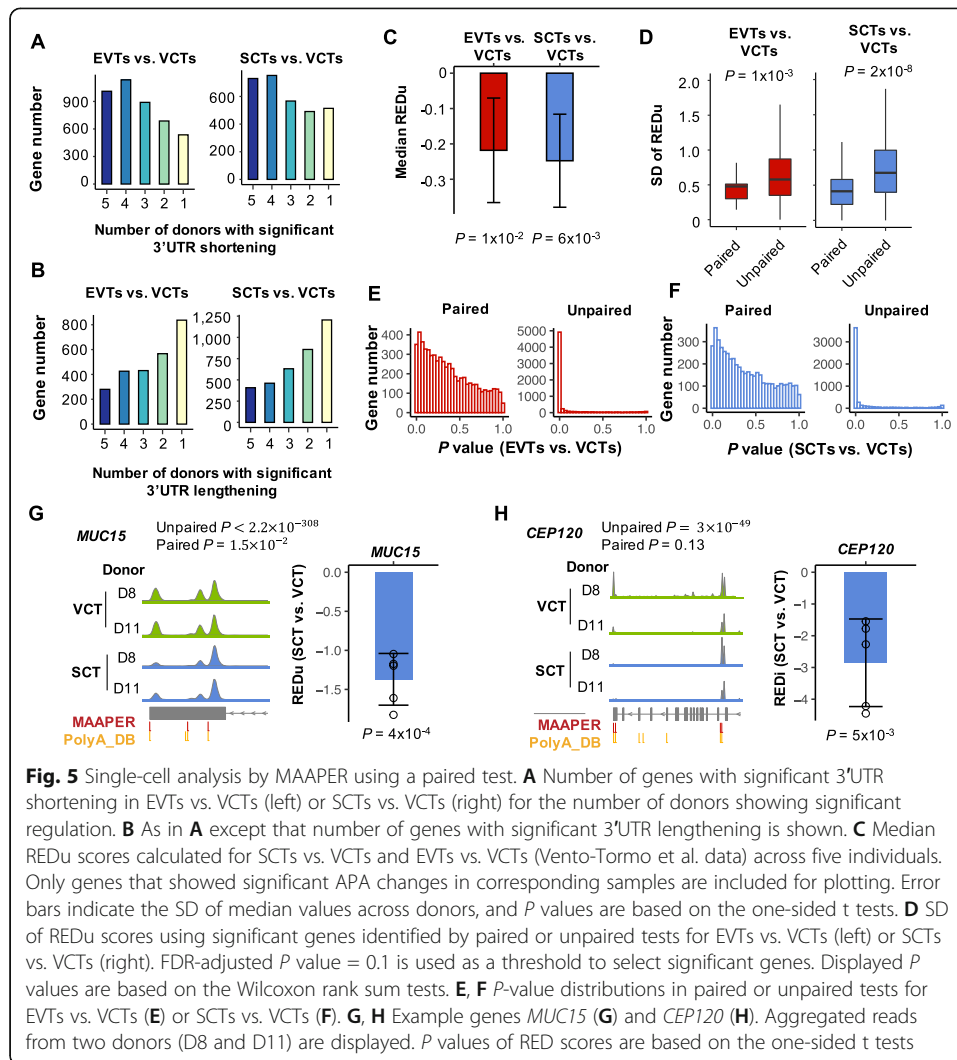 A
EVTs vs. VCTs
SCTs vs. VCTs
Gene number
900
600
300
0
600
400
200
0
5 4 3 2 1
5 4 3 2 1
Number of donors with significant
3'UTR shortening
B
EVTs vs. VCTs
SCTs vs. VCTs
Gene number
800
600
400
200
0
1,250
1,000
750
500
250
0
5 4 3 2 1
5 4 3 2 1
Number of donors with significant
3'UTR lengthening
C
EVTs vs. VCTs
SCTs vs. VCTs
Median REDu
0
-0.1
-0.2
-0.3
P = 1x10-2 P = 6x10-3
D
EVTs vs. VCTs
SCTs vs. VCTs
P = 1x10-3
P = 2x10-8
SD of REDu
2.0
1.5
1.0
0.5
0
Paired
Unpaired
Paired
Unpaired
E
Paired
Unpaired
Gene number
400
300
200
100
0
5000
4000
3000
2000
1000
0
0 0.5 1.0
0 0.5 1.0
P value (EVTs vs. VCTs)
F
Paired
Unpaired
Gene number
300
200
100
0
3000
2000
1000
0
0 0.5 1.0
0 0.5 1.0
P value (SCTs vs. VCTs)
G
MUC15
Unpaired P < 2.2×10−308
Paired P = 1.5×10−2
Donor
VCT
D8
D11
SCT
D8
D11
MAAPER
PolyA_DB
MUC15
REDu (SCT vs. VCT)
0.0
−0.5
−1.0
−1.5
P = 4x10-4
H
CEP120
Unpaired P = 3×10−49
Paired P = 0.13
Donor
VCT
D8
D11
SCT
D8
D11
MAAPER
PolyA_DB
CEP120
REDi (SCT vs. VCT)
0
−1
−2
−3
−4
P = 5x10-3
Fig. 5 Single-cell analysis by MAAPER using a paired test. A Number of genes with significant 3′UTR
shortening in EVTs vs. VCTs (left) or SCTs vs. VCTs (right) for the number of donors showing significant
regulation. B As in A except that number of genes with significant 3′UTR lengthening is shown. C Median
REDu scores calculated for SCTs vs. VCTs and EVTs vs. VCTs (Vento-Tormo et al. data) across five individuals.
Only genes that showed significant APA changes in corresponding samples are included for plotting. Error
bars indicate the SD of median values across donors, and P values are based on the one-sided t tests. D SD
of REDu scores using significant genes identified by paired or unpaired tests for EVTs vs. VCTs (left) or SCTs
vs. VCTs (right). FDR-adjusted P value = 0.1 is used as a threshold to select significant genes. Displayed P
values are based on the Wilcoxon rank sum tests. E, F P-value distributions in paired or unpaired tests for
EVTs vs. VCTs (E) or SCTs vs. VCTs (F). G, H Example genes MUC15 (G) and CEP120 (H). Aggregated reads
from two donors (D8 and D11) are displayed. P values of RED scores are based on the one-sided t tests